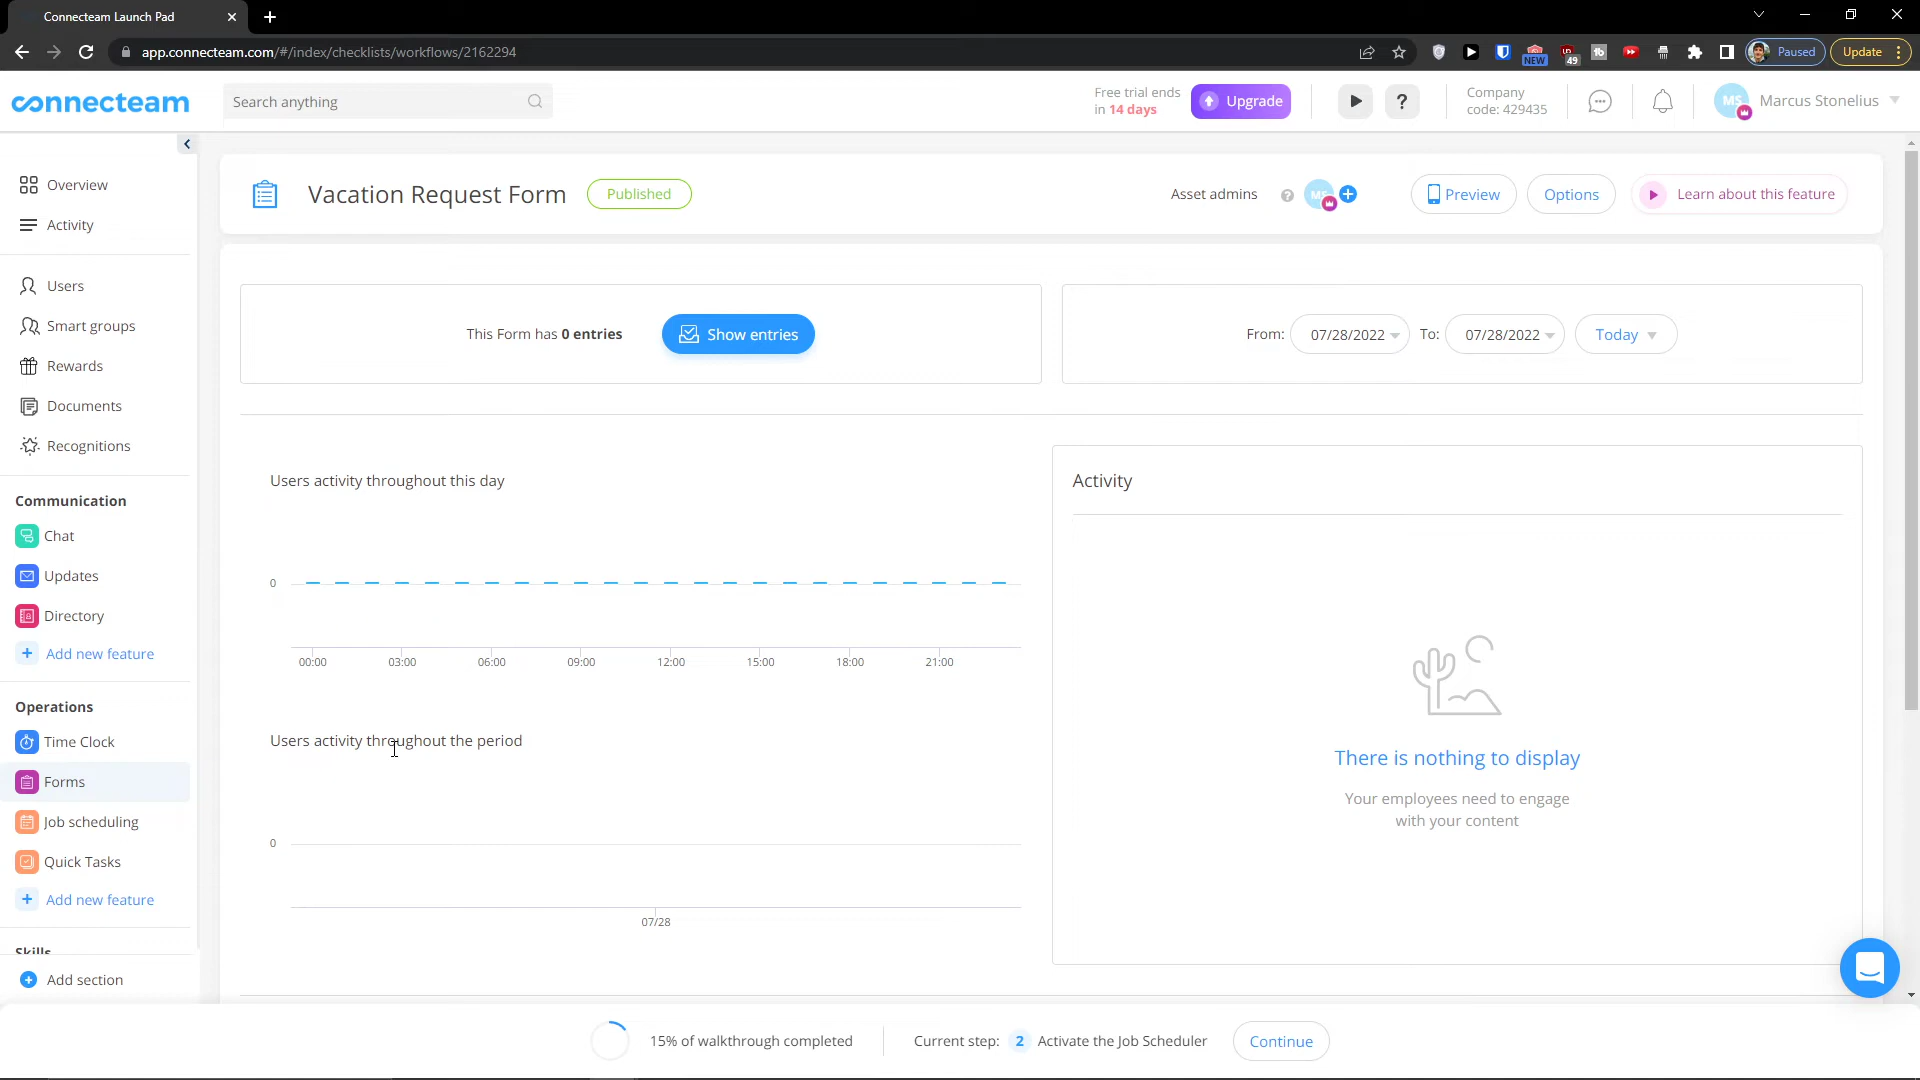 Connecteam Launch Pad
app.connecteam.com/#/index/checklists/workflows/2162294
NEW
49
Paused
Update
connecteam
Search anything
Free trial ends
in 14 days
Upgrade
?
Company
code: 429435
MS
Marcus Stonelius
Overview
Activity
Users
Smart groups
Rewards
Documents
Recognitions
Communication
Chat
Updates
Directory
+ Add new feature
Operations
Time Clock
Forms
Job scheduling
Quick Tasks
+ Add new feature
Skills
Add section
Vacation Request Form
Published
Asset admins
?
MS
Preview
Options
Learn about this feature
This Form has 0 entries
Show entries
From: 07/28/2022 To: 07/28/2022 Today
Users activity throughout this day
0
00:00 03:00 06:00 09:00 12:00 15:00 18:00 21:00
Users activity throughout the period
0
07/28
Activity
There is nothing to display
Your employees need to engage
with your content
15% of walkthrough completed
Current step: 2 Activate the Job Scheduler
Continue